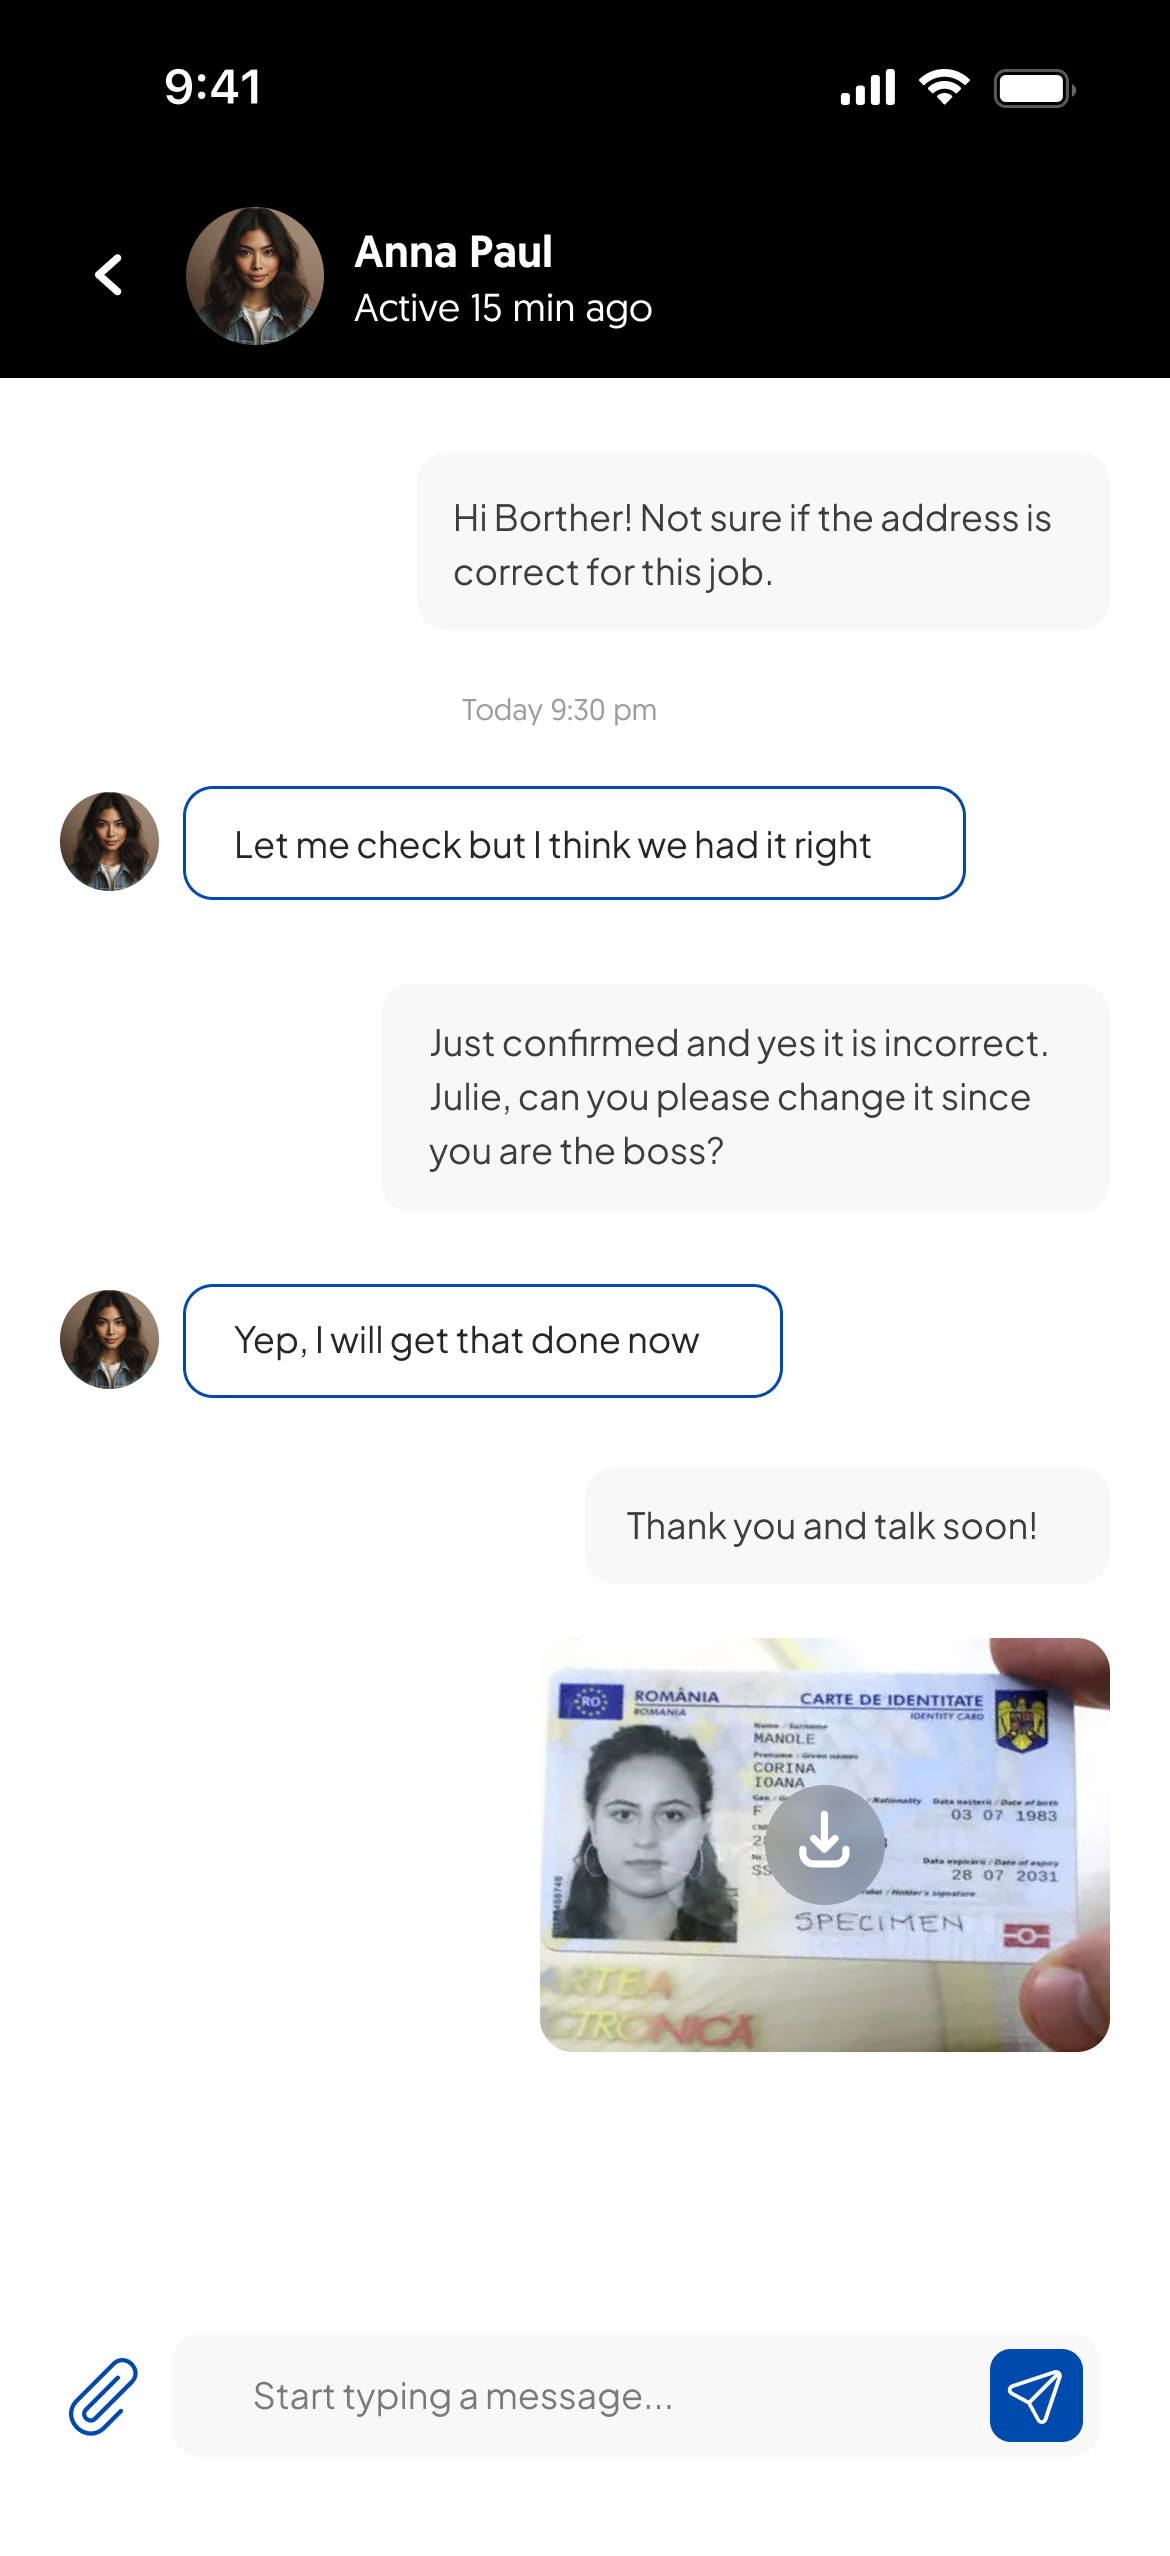 9:41
Anna Paul
Active 15 min ago
Hi Borther! Not sure if the address is
correct for this job.
Today 9:30 pm
Let me check but I think we had it right
Just confirmed and yes it is incorrect.
Julie, can you please change it since
you are the boss?
Yep, I will get that done now
Thank you and talk soon!
RO
ROMÂNIA
ROMANIA
CARTE DE IDENTITATE
IDENTITY CARD
Nume / Surname
MANOLE
Prenume / Given names
CORINA
IOANA
Nationality
Data nașterii / Date of birth
F
03 07 1983
Data expirării / Date of expiry
SS
28 07 2031
/ Holder's signature
SPECIMEN
ARTEA
CTRONICĂ
Start typing a message...